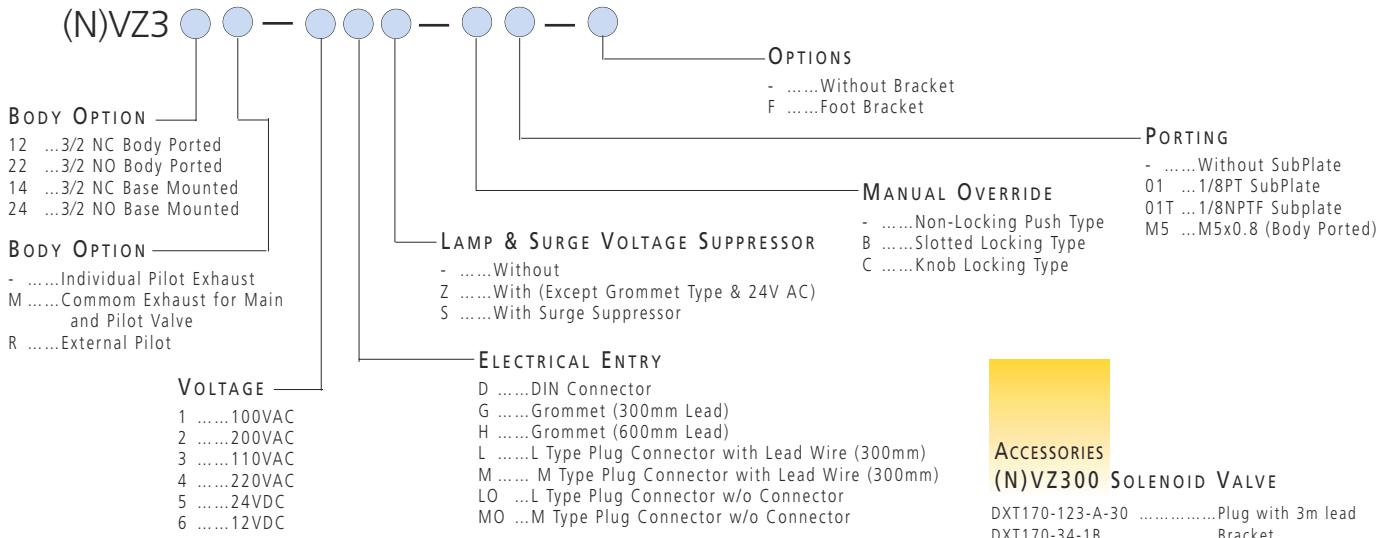 (N)VZ3 — — —
OPTIONS
- ......Without Bracket
F ......Foot Bracket
BODY OPTION
12 ...3/2 NC Body Ported
22 ...3/2 NO Body Ported
14 ...3/2 NC Base Mounted
24 ...3/2 NO Base Mounted
PORTING
- ......Without SubPlate
01 ...1/8PT SubPlate
01T ...1/8NPTF Subplate
M5 ...M5x0.8 (Body Ported)
MANUAL OVERRIDE
- ......Non-Locking Push Type
B ......Slotted Locking Type
C ......Knob Locking Type
BODY OPTION
- ......Individual Pilot Exhaust
M ......Commom Exhaust for Main
and Pilot Valve
R ......External Pilot
LAMP & SURGE VOLTAGE SUPPRESSOR
- ......Without
Z ......With (Except Grommet Type & 24V AC)
S ......With Surge Suppressor
VOLTAGE
1 ......100VAC
2 ......200VAC
3 ......110VAC
4 ......220VAC
5 ......24VDC
6 ......12VDC
ELECTRICAL ENTRY
D ......DIN Connector
G ......Grommet (300mm Lead)
H ......Grommet (600mm Lead)
L ......L Type Plug Connector with Lead Wire (300mm)
M ...... M Type Plug Connector with Lead Wire (300mm)
LO ...L Type Plug Connector w/o Connector
MO ...M Type Plug Connector w/o Connector
ACCESSORIES
(N)VZ300 SOLENOID VALVE
DXT170-123-A-30 ...............Plug with 3m lead
DXT170-34-1B ...............Bracket